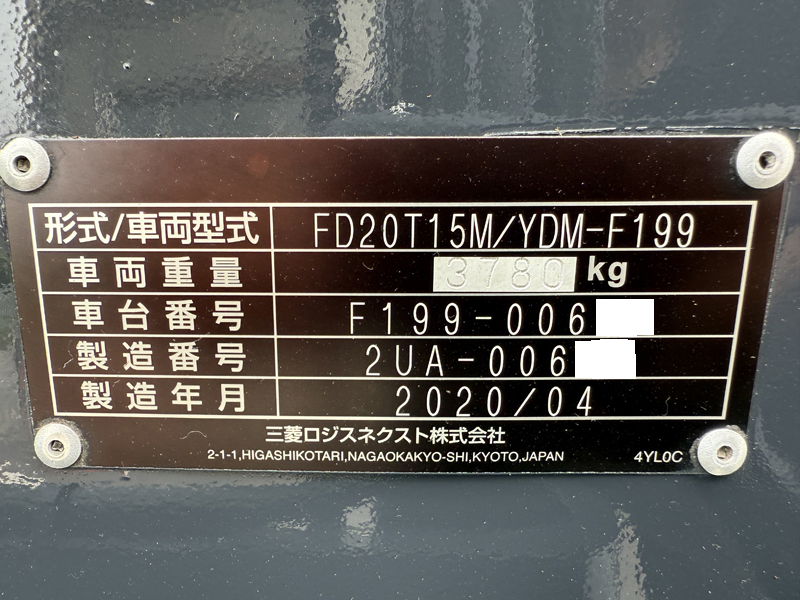 形式/車両型式 FD20T15M/YDM-F199
車両重量 3780 kg
車台番号 F199-006
製造番号 2UA-006
製造年月 2020/04
三菱ロジスネクスト株式会社
2-1-1,HIGASHIKOTARI,NAGAOKAKYO-SHI,KYOTO,JAPAN 4YL0C